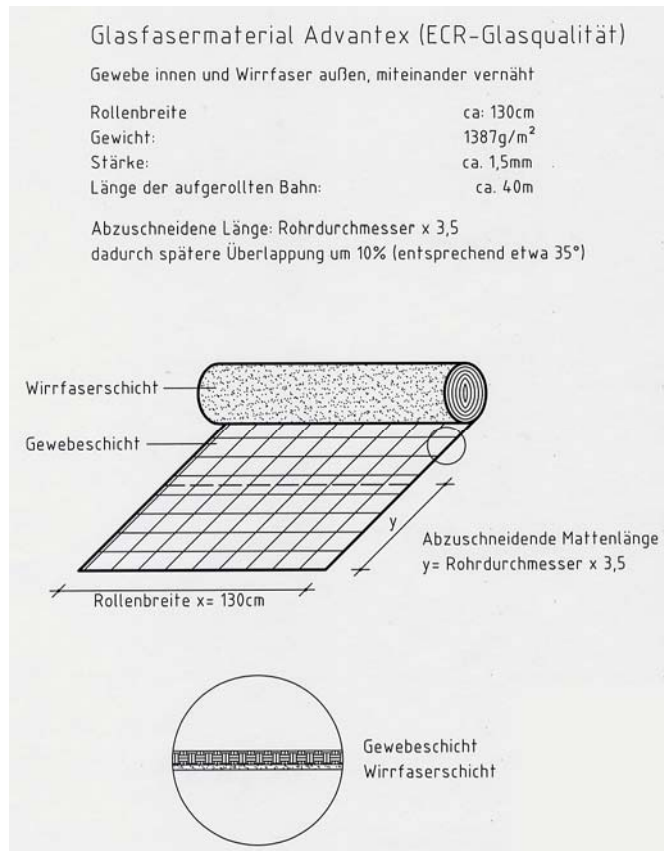 Glasfasermaterial Advantex (ECR-Glasqualität)
Gewebe innen und Wirrfaser außen, miteinander vernäht
Rollenbreite ca: 130cm
Gewicht: 1387g/m²
Stärke: ca. 1,5mm
Länge der aufgerollten Bahn: ca. 40m
Abzuschneidene Länge: Rohrdurchmesser x 3,5
dadurch spätere Überlappung um 10% (entsprechend etwa 35°)
Wirrfaserschicht
Gewebeschicht
y
Abzuschneidende Mattenlänge
y= Rohrdurchmesser x 3,5
Rollenbreite x= 130cm
Gewebeschicht
Wirrfaserschicht